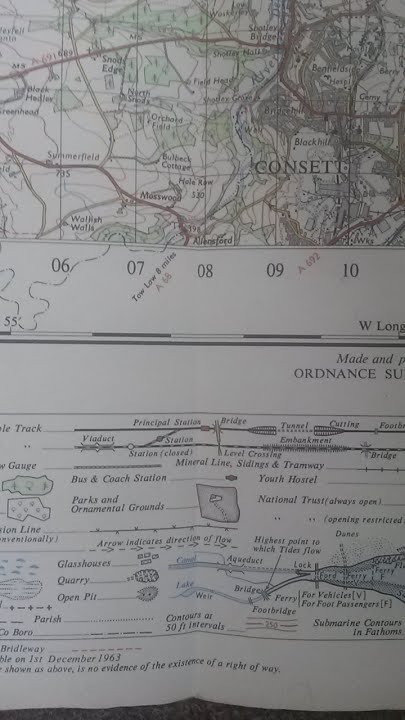 Shotley
Bridge
M S
A 691
689
Shotley
Snods
Edge
Benfieldside
Hospl
Berry
Black
Hedley
North
Snods
Field Head
Shotley Grove
Greenhead
Orchard
Field
Bridgehill
Blackhill
Summerfield
735
Bulbeck
Cottage
CONSETT
Hole Row
530
Mosswood
Wallish
Walls
Allensford
Wks
06 07 08 09 10
Tow Law 8 miles
A 68
A 692
55
W Long
Made and p
ORDNANCE SU
ble Track
Principal Station
Bridge
Tunnel
Cutting
Footb
Viaduct
Station
Embankment
Station (closed)
Level Crossing
Bridge
w Gauge
Mineral Line, Sidings & Tramway
Bus & Coach Station
Youth Hostel
Parks and
Ornamental Grounds
National Trust (always open)
" " (opening restricted
sion Line
onventionally)
Arrow indicates direction of flow
Highest point to
which Tides flow
Dunes
Glasshouses
Canal
Aqueduct
Lock
Quarry
Lake
Ford
Ferry V
Ferry F
Open Pit
Weir
Bridge
Ferry
For Vehicles [V]
For Foot Passengers [F]
Footbridge
Parish
Contours at
50 ft intervals
250
Submarine Contours
in Fathoms
Co Boro
Bridleway
ble on 1st December 1963
e shown as above, is no evidence of the existence of a right of way.